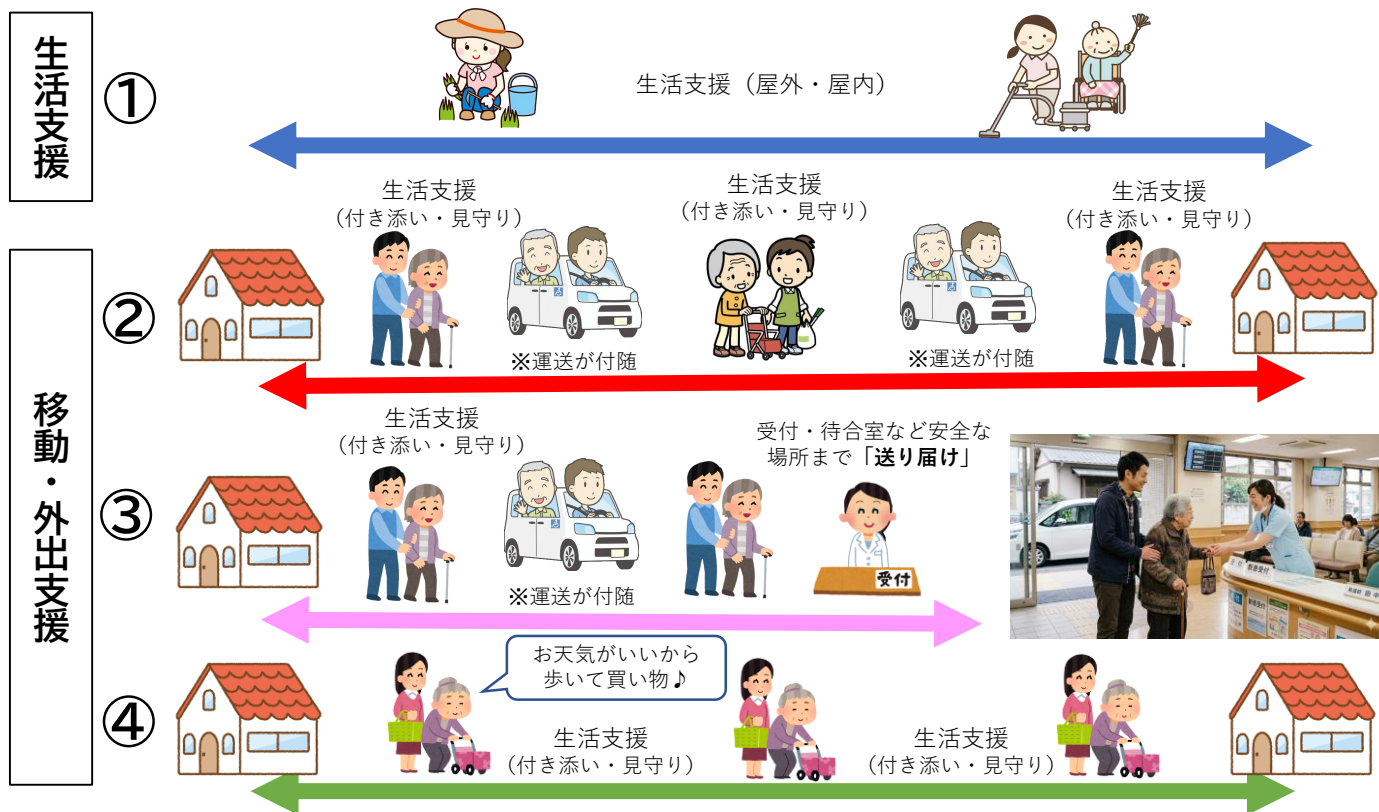 生活支援
①
生活支援（屋外・屋内）
移動・外出支援
②
生活支援
（付き添い・見守り）
※運送が付随
生活支援
（付き添い・見守り）
※運送が付随
生活支援
（付き添い・見守り）
③
生活支援
（付き添い・見守り）
※運送が付随
受付・待合室など安全な
場所まで「送り届け」
受付
④
お天気がいいから
歩いて買い物♪
生活支援
（付き添い・見守り）
生活支援
（付き添い・見守り）